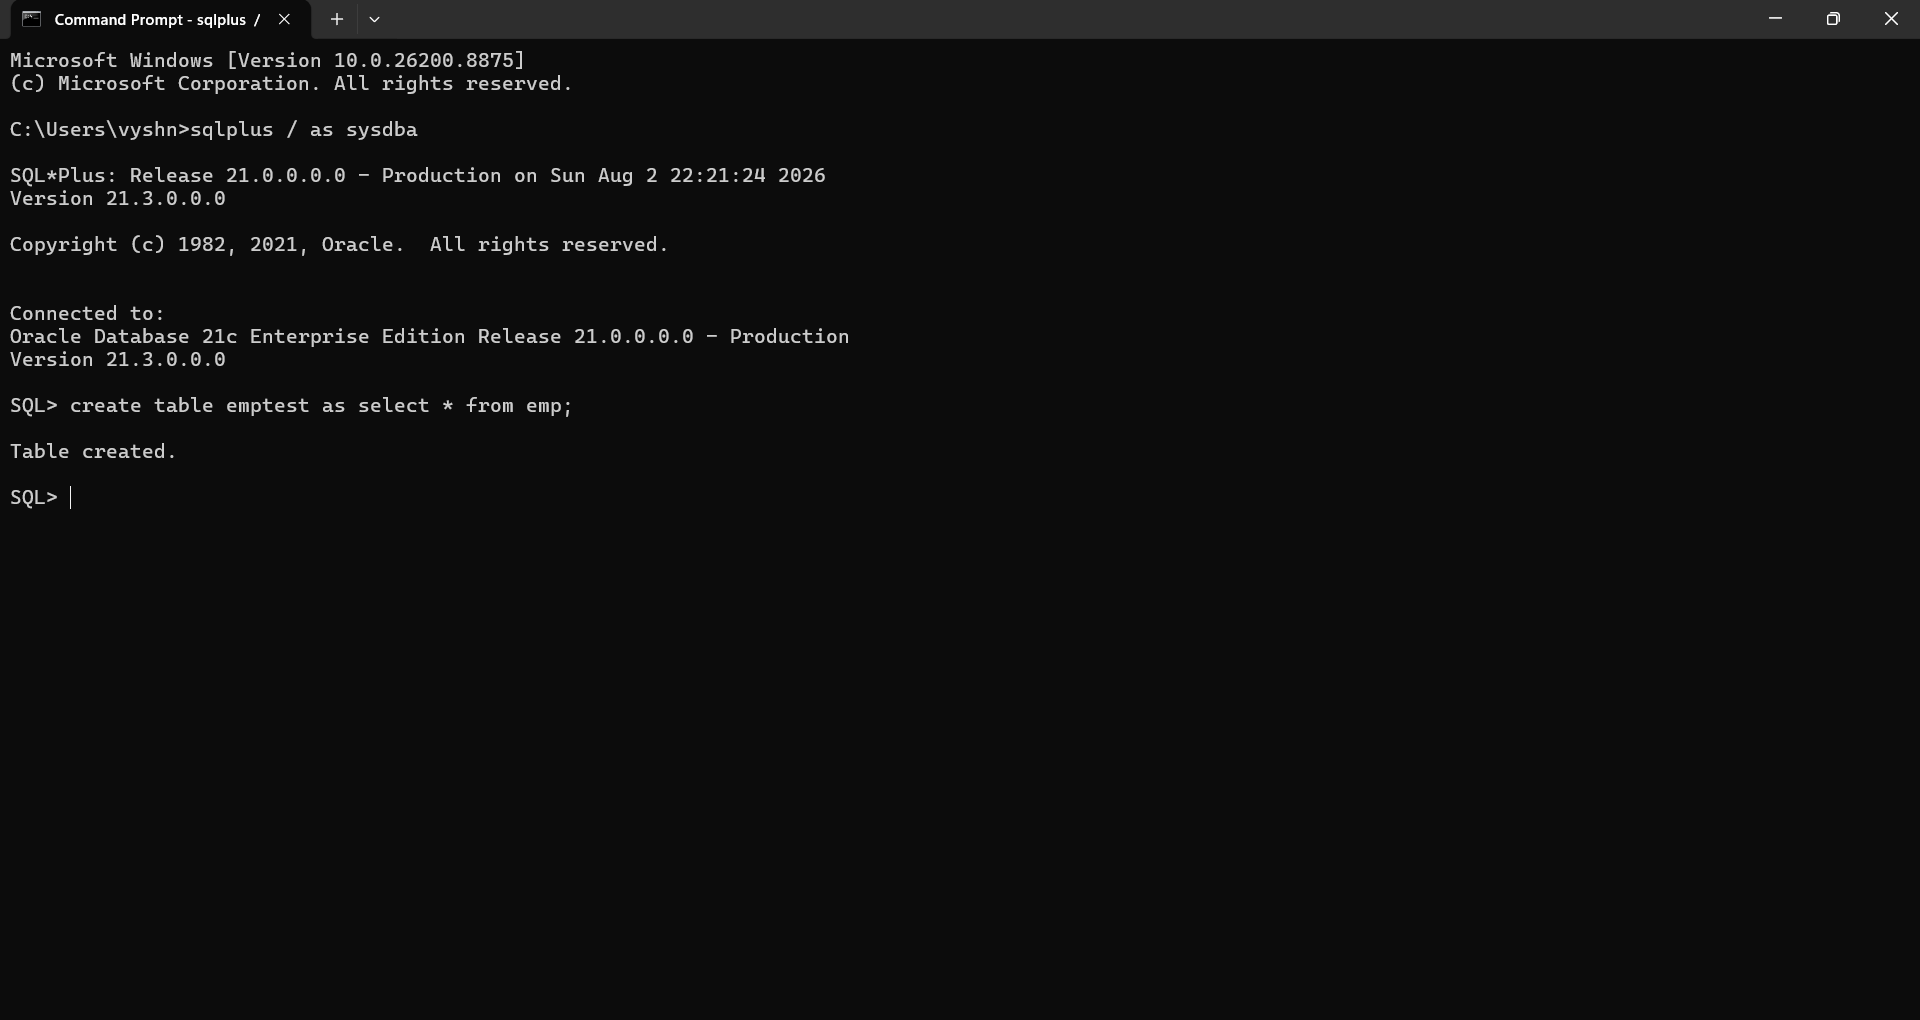 Command Prompt - sqlplus /
Microsoft Windows [Version 10.0.26200.8875]
(c) Microsoft Corporation. All rights reserved.
C:\Users\vyshn>sqlplus / as sysdba
SQL*Plus: Release 21.0.0.0.0 - Production on Sun Aug 2 22:21:24 2026
Version 21.3.0.0.0
Copyright (c) 1982, 2021, Oracle.  All rights reserved.
Connected to:
Oracle Database 21c Enterprise Edition Release 21.0.0.0.0 - Production
Version 21.3.0.0.0
SQL> create table emptest as select * from emp;
Table created.
SQL>